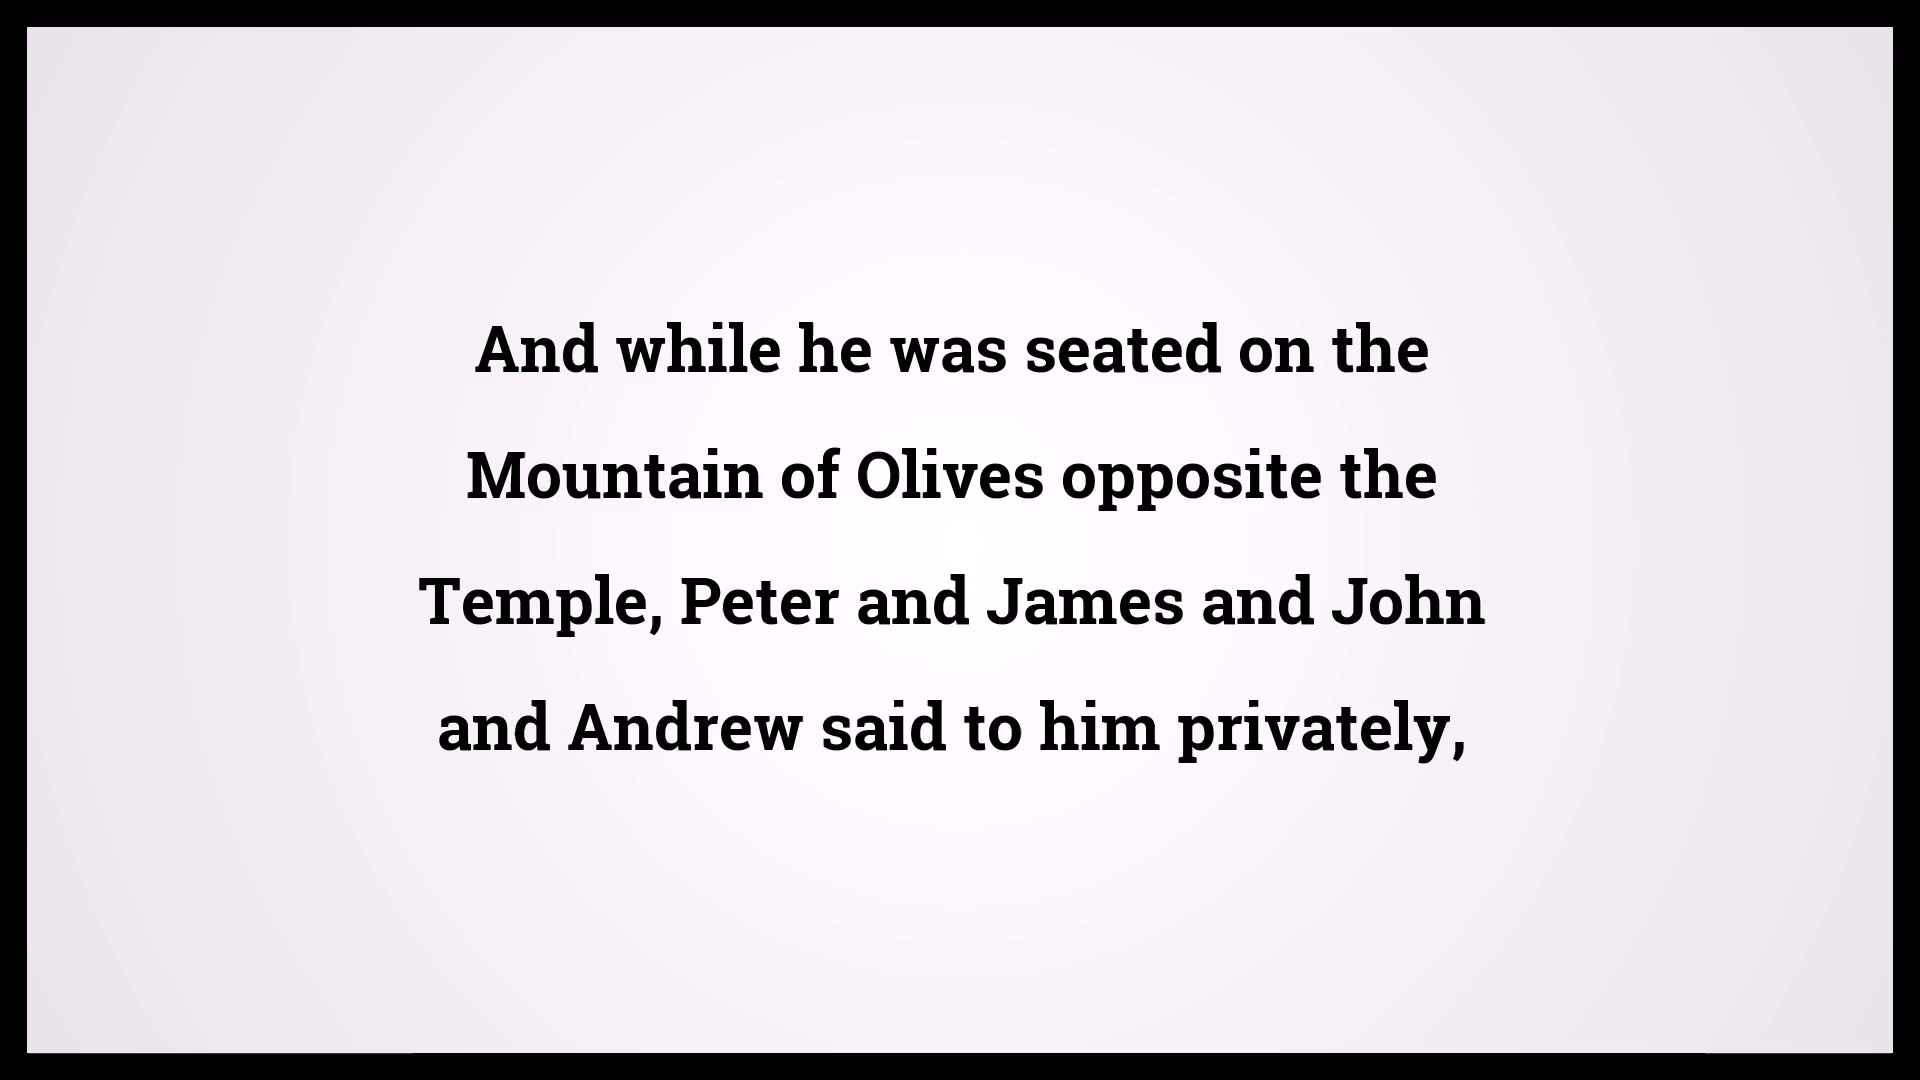 And while he was seated on the
Mountain of Olives opposite the
Temple, Peter and James and John
and Andrew said to him privately,